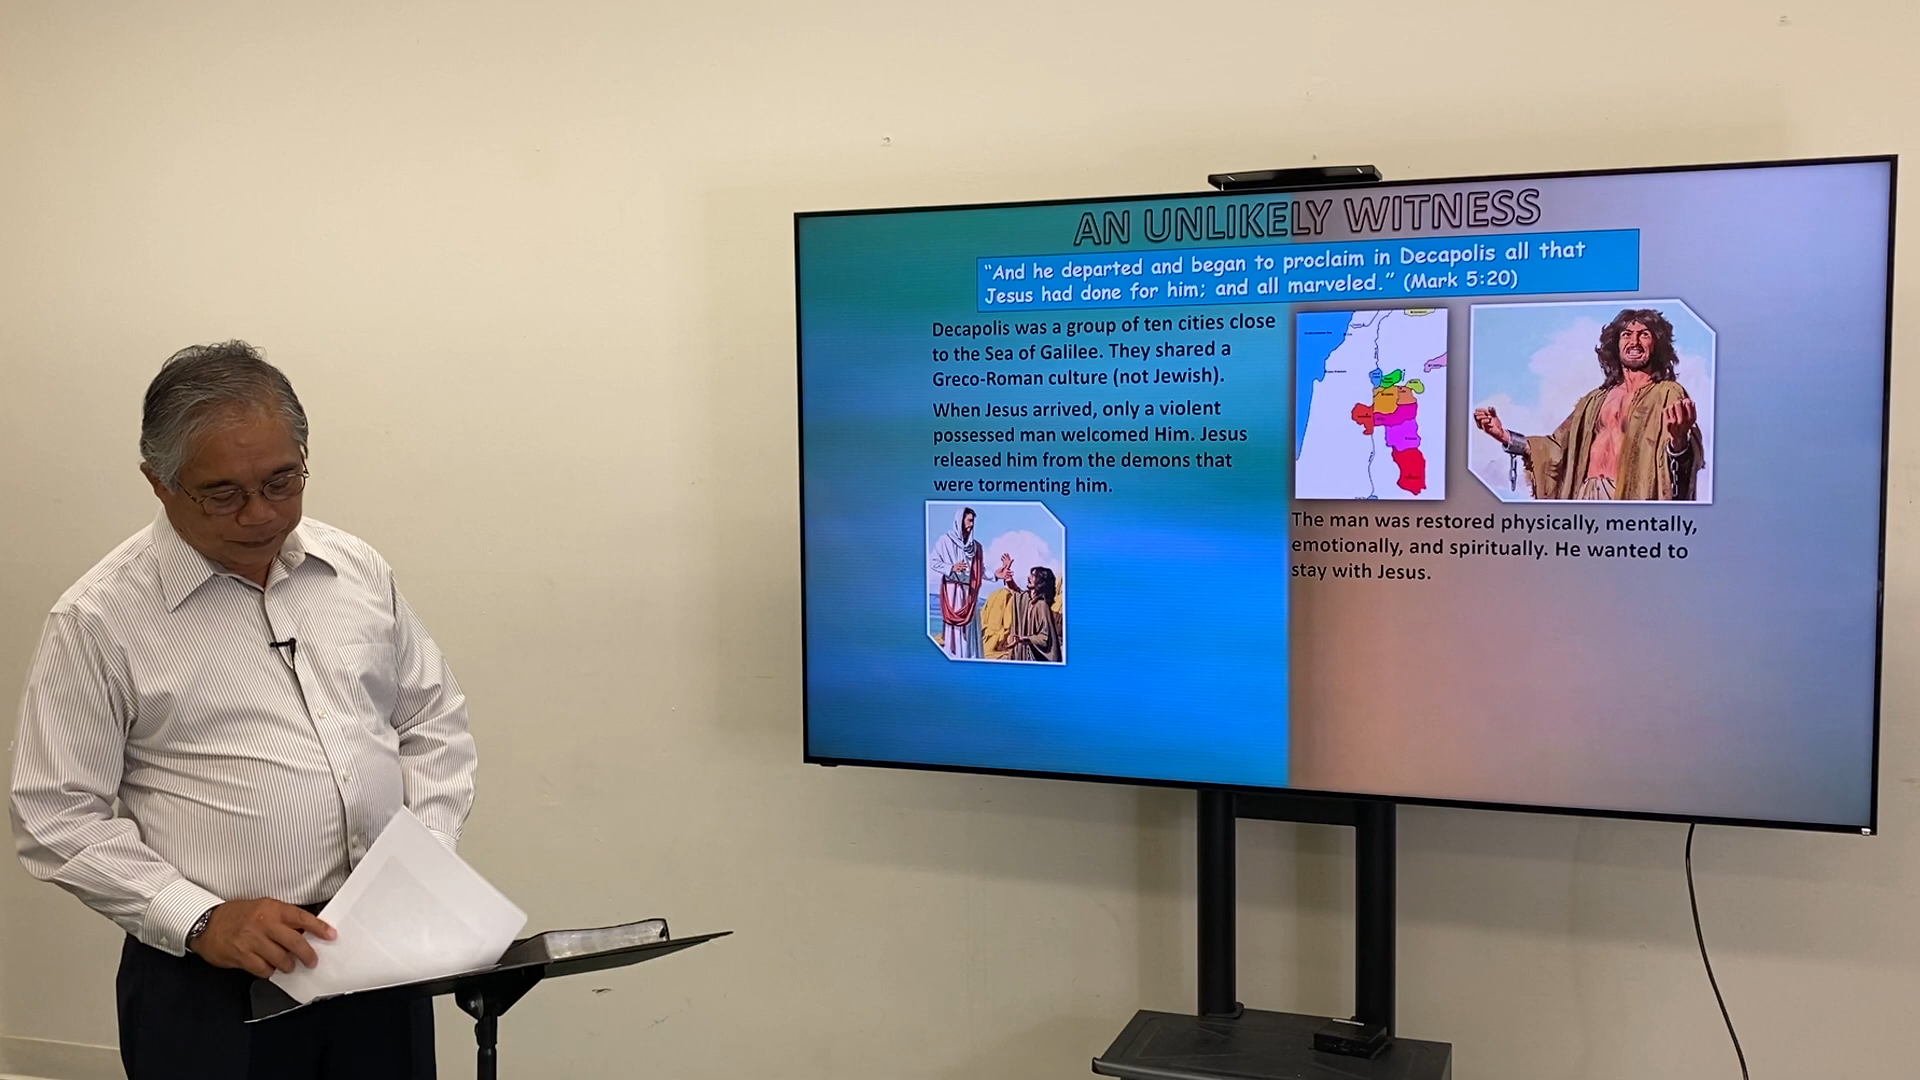 AN UNLIKELY WITNESS
“And he departed and began to proclaim in Decapolis all that
Jesus had done for him; and all marveled.” (Mark 5:20)
Decapolis was a group of ten cities close
to the Sea of Galilee. They shared a
Greco-Roman culture (not Jewish).
When Jesus arrived, only a violent
possessed man welcomed Him. Jesus
released him from the demons that
were tormenting him.
The man was restored physically, mentally,
emotionally, and spiritually. He wanted to
stay with Jesus.